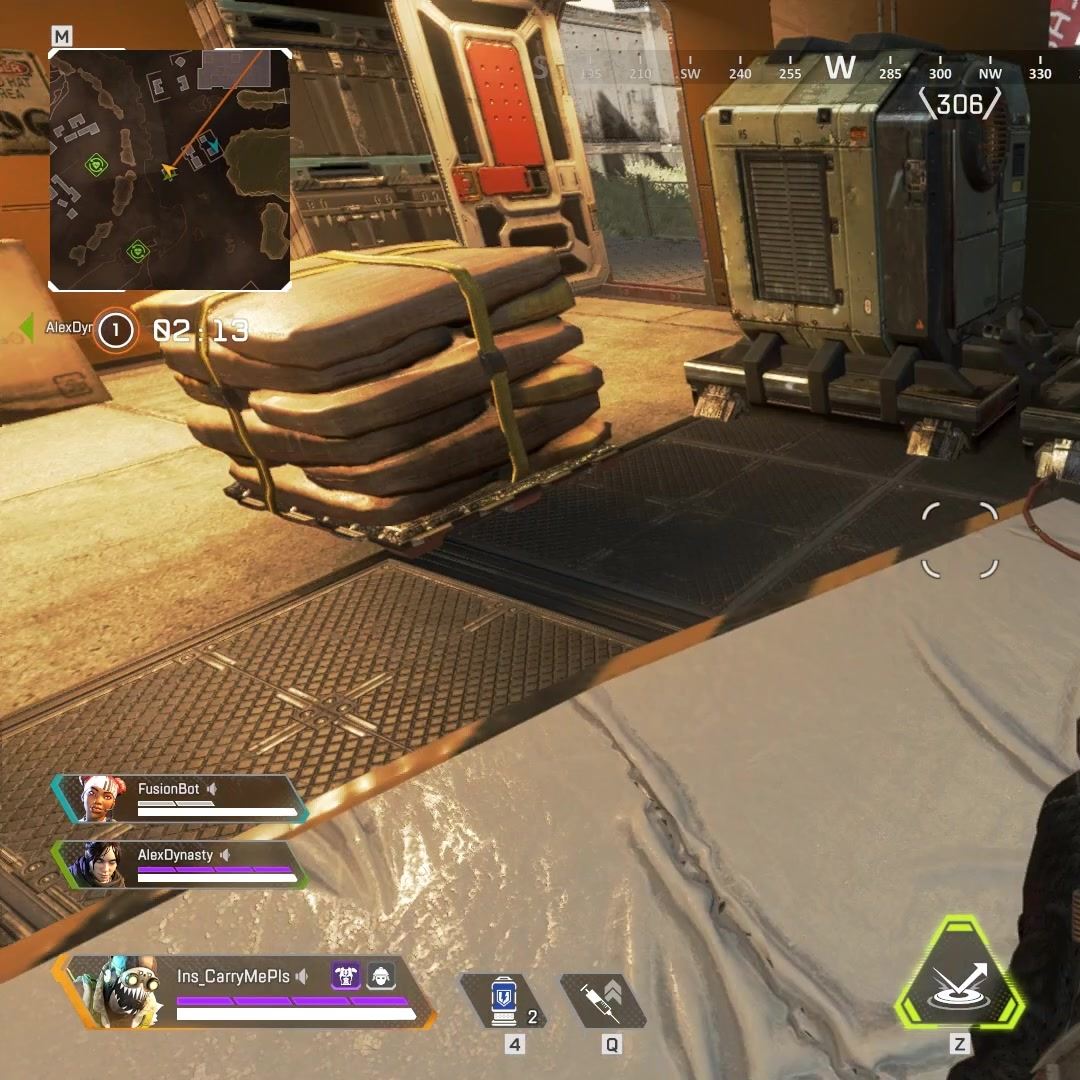 M
S 195 210 SW 240 255 W 285 300 NW 330
306
AlexDyn 1 02:13
FusionBot
AlexDynasty
Ins_CarryMePls
2
4 Q Z